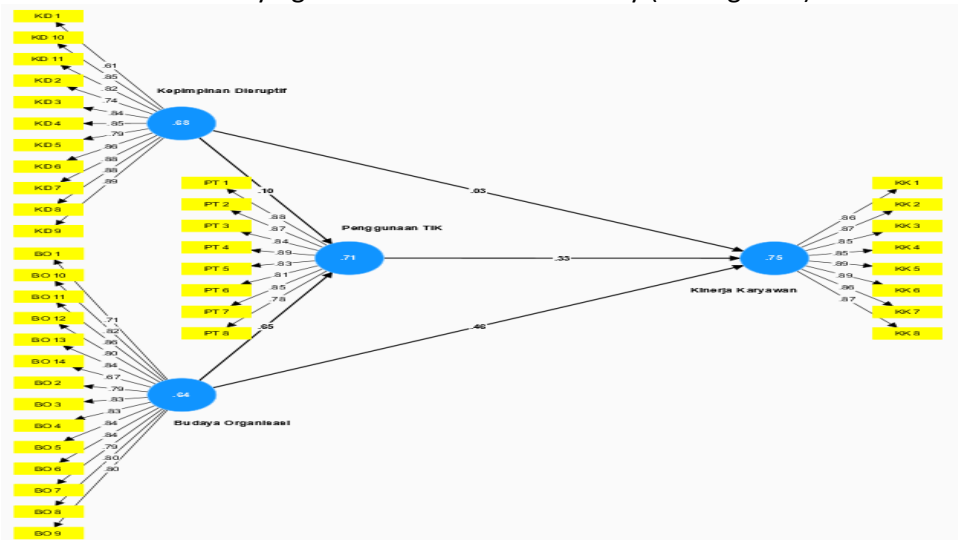 KD 1
KD 10
KD 11
KD 2
KD 3
KD 4
KD 5
KD 6
KD 7
KD 8
KD 9
.61
.85
.82
.74
.84
.85
.79
.86
.88
.88
.89
Kepimpinan Disruptif
.68
.10
.03
PT 1
PT 2
PT 3
PT 4
PT 5
PT 6
PT 7
PT 8
.88
.87
.84
.89
.83
.81
.85
.78
Penggunaan TIK
.71
.33
BO 1
BO 10
BO 11
BO 12
BO 13
BO 14
BO 2
BO 3
BO 4
BO 5
BO 6
BO 7
BO 8
BO 9
.71
.82
.86
.80
.84
.67
.79
.83
.83
.84
.84
.79
.80
.80
.64
Budaya Organisasi
.65
.46
.75
Kinerja Karyawan
.86
.87
.85
.85
.89
.89
.86
.87
KK 1
KK 2
KK 3
KK 4
KK 5
KK 6
KK 7
KK 8